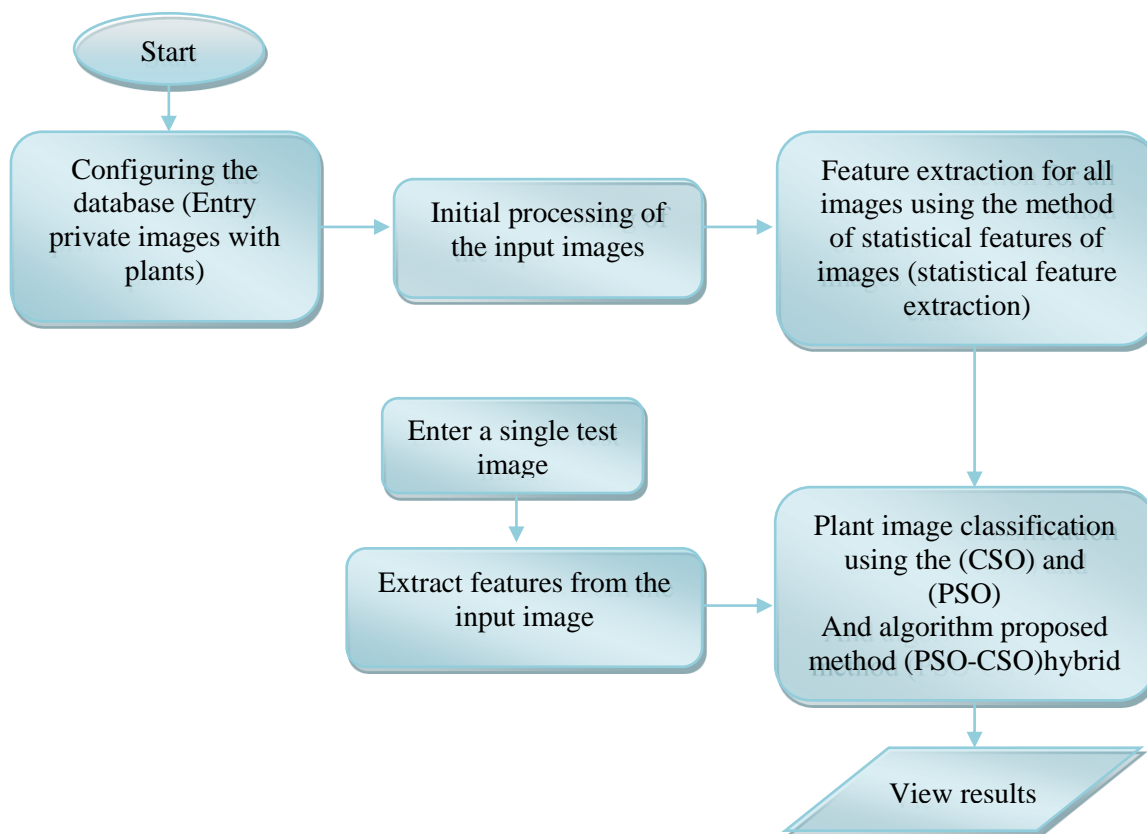 Start
Configuring the
database (Entry
private images with
plants)
Initial processing of
the input images
Feature extraction for all
images using the method
of statistical features of
images (statistical feature
extraction)
Enter a single test
image
Extract features from the
input image
Plant image classification
using the (CSO) and
(PSO)
And algorithm proposed
method (PSO-CSO)hybrid
View results